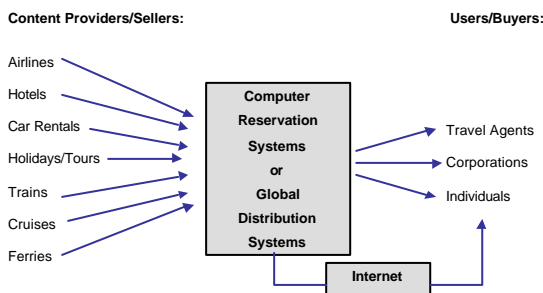 Content Providers/Sellers:
Users/Buyers:
Airlines
Hotels
Car Rentals
Holidays/Tours
Trains
Cruises
Ferries
Computer
Reservation
Systems
or
Global
Distribution
Systems
Travel Agents
Corporations
Individuals
Internet